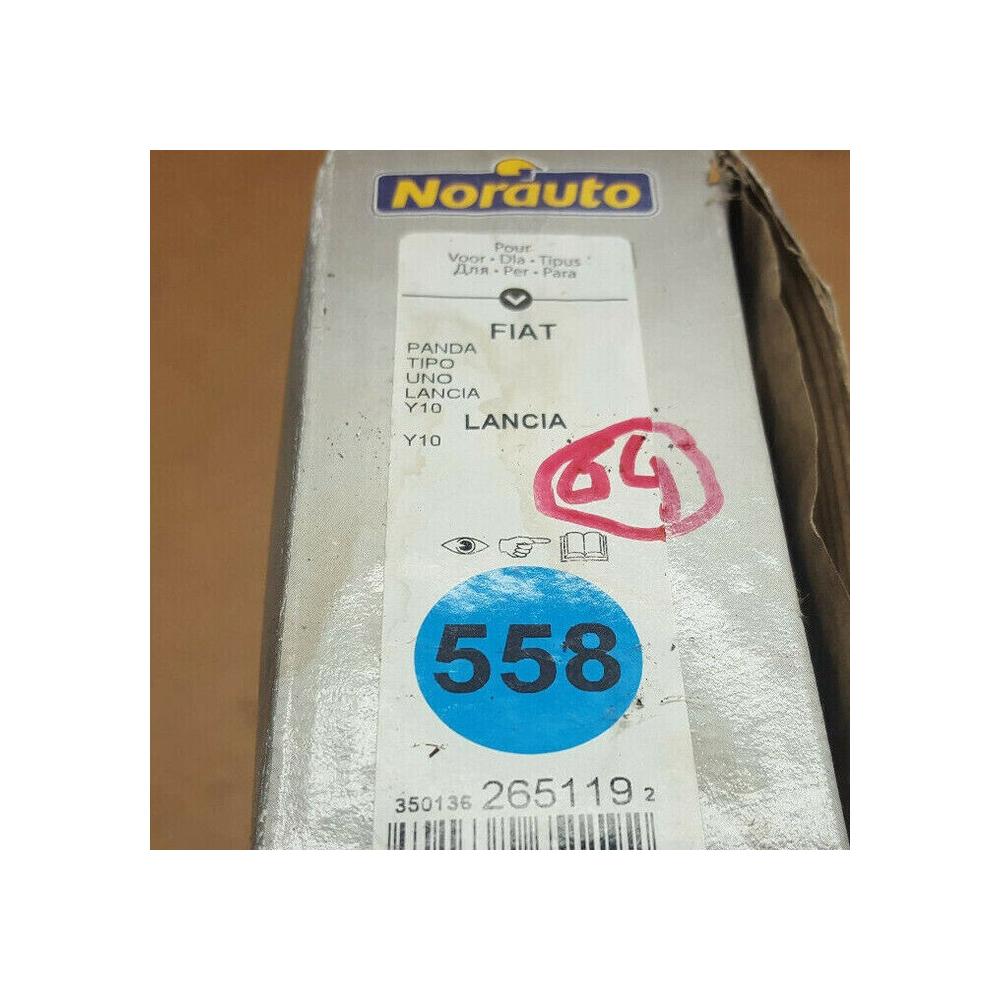 Norauto
Pour
Voor • Dla • Tipus
Для • Per • Para
FIAT
PANDA
TIPO
UNO
LANCIA
Y10
LANCIA
Y10
64
558
350136 265119 2